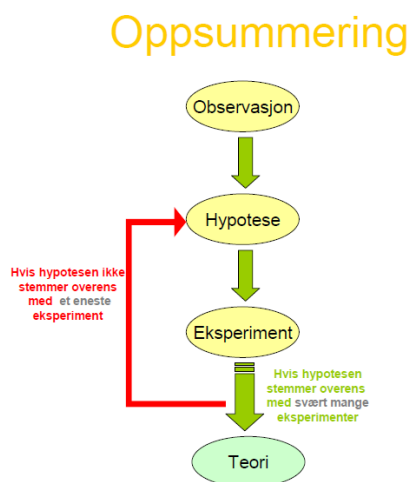 Oppsummering
Observasjon
Hypotese
Hvis hypotesen ikke
stemmer overens
med et eneste
eksperiment
Eksperiment
Hvis hypotesen
stemmer overens
med svært mange
eksperimenter
Teori